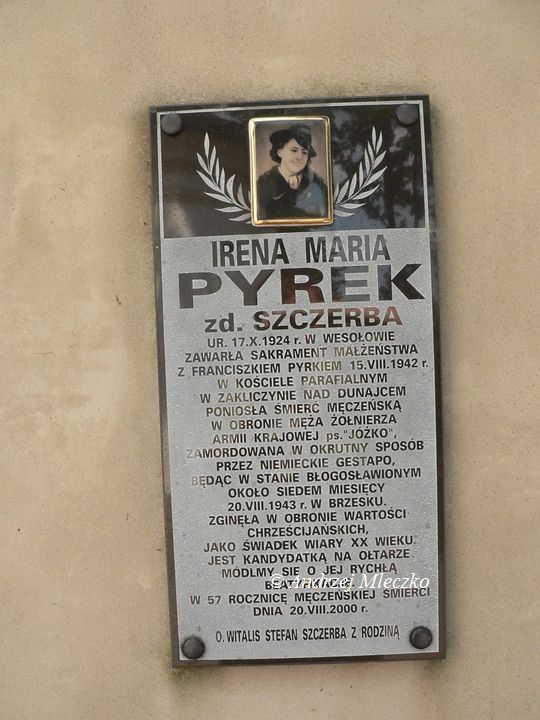 IRENA MARIA
PYREK
zd. SZCZERBA
UR. 17.X.1924 r. W WESOŁOWIE
ZAWARŁA SAKRAMENT MAŁŻEŃSTWA
Z FRANCISZKIEM PYRKIEM 15.VIII.1942 r.
W KOŚCIELE PARAFIALNYM
W ZAKLICZYNIE NAD DUNAJCEM
PONIOSŁA ŚMIERĆ MĘCZEŃSKĄ
W OBRONIE MĘŻA ŻOŁNIERZA
ARMII KRAJOWEJ ps."JÓŻKO",
ZAMORDOWANA W OKRUTNY SPOSÓB
PRZEZ NIEMIECKIE GESTAPO,
BĘDĄC W STANIE BŁOGOSŁAWIONYM
OKOŁO SIEDEM MIESIĘCY
20.VIII.1943 r. W BRZESKU.
ZGINĘŁA W OBRONIE WARTOŚCI
CHRZEŚCIJAŃSKICH,
JAKO ŚWIADEK WIARY XX WIEKU.
JEST KANDYDATKĄ NA OŁTARZE
MÓDLMY SIĘ O JEJ RYCHŁĄ
© Andrzej Mleczko
W 57 ROCZNICĘ MĘCZEŃSKIEJ ŚMIERCI
DNIA 20.VIII.2000 r.
O. WITALIS STEFAN SZCZERBA Z RODZINĄ